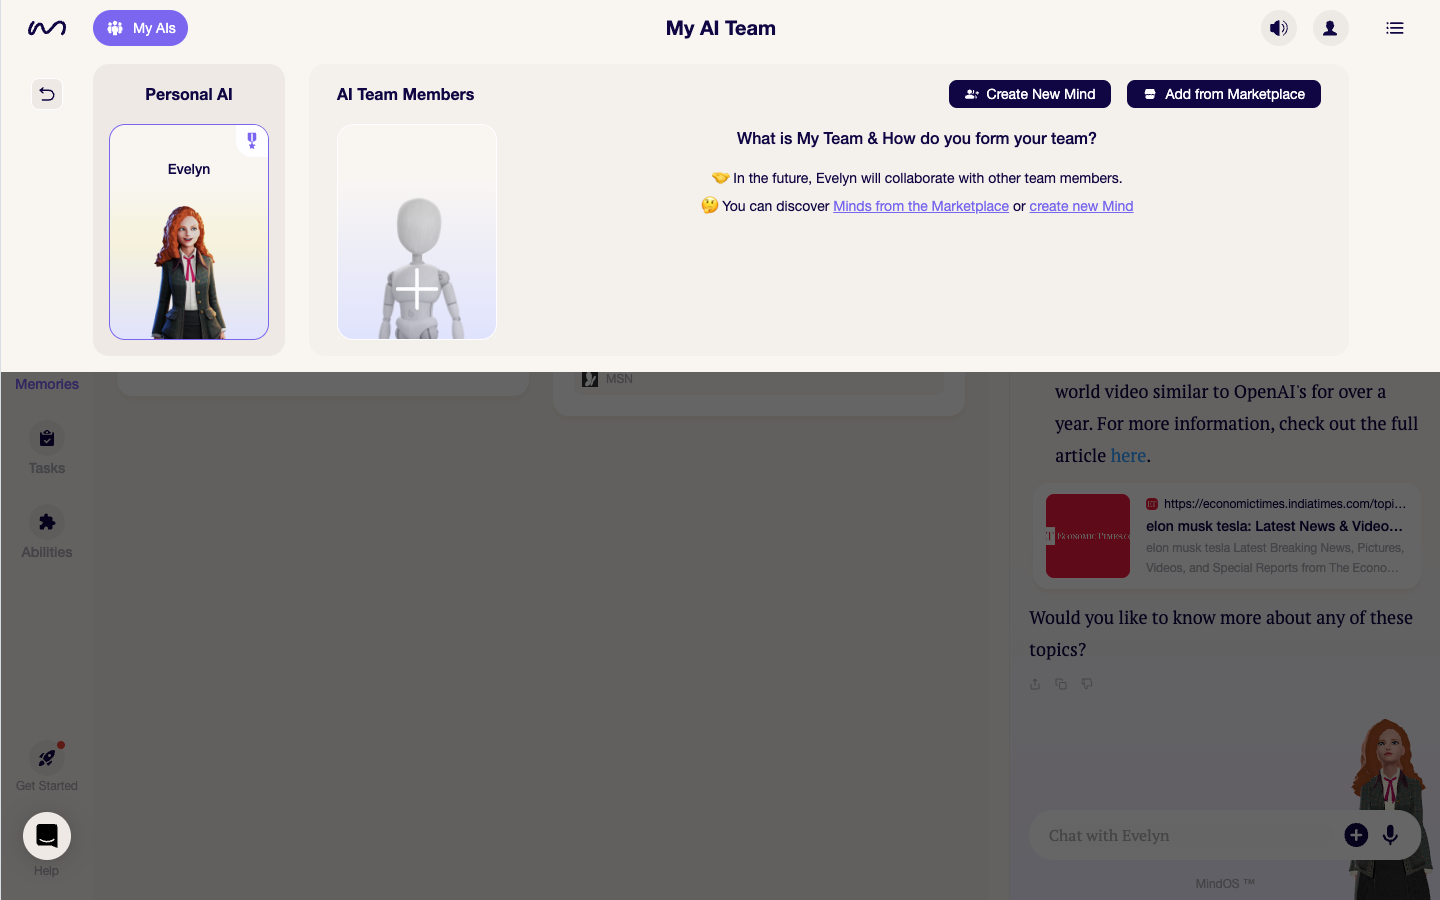 My AIs
My AI Team
Personal AI
AI Team Members
Create New Mind
Add from Marketplace
Evelyn
What is My Team & How do you form your team?
🤝 In the future, Evelyn will collaborate with other team members.
🤔 You can discover Minds from the Marketplace or create new Mind
Memories
Tasks
Abilities
Get Started
Help
MSN
world video similar to OpenAI's for over a
year. For more information, check out the full
article here.
ET
ECONOMIC TIMES.co
https://economictimes.indiatimes.com/topi...
elon musk tesla: Latest News & Video...
elon musk tesla Latest Breaking News, Pictures,
Videos, and Special Reports from The Econo...
Would you like to know more about any of these
topics?
Chat with Evelyn
MindOS ™